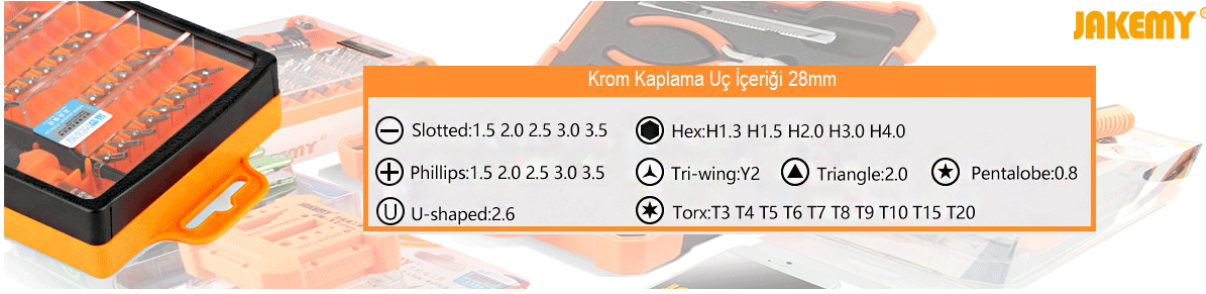 JAKEMY®
Krom Kaplama Uç İçeriği 28mm
Slotted:1.5 2.0 2.5 3.0 3.5
Hex:H1.3 H1.5 H2.0 H3.0 H4.0
Phillips:1.5 2.0 2.5 3.0 3.5
Tri-wing:Y2
Triangle:2.0
Pentalobe:0.8
U-shaped:2.6
Torx:T3 T4 T5 T6 T7 T8 T9 T10 T15 T20